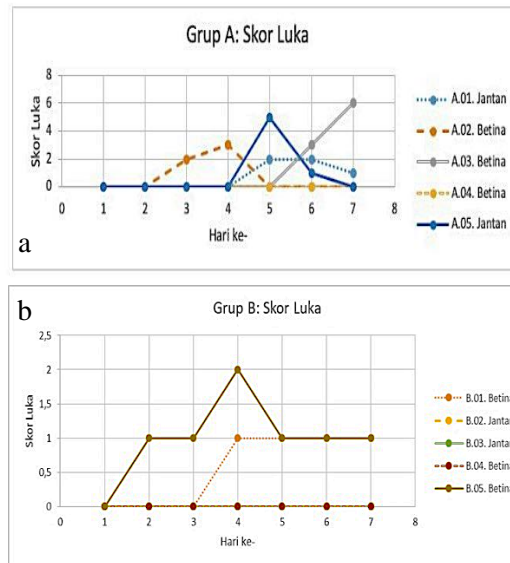 Grup A: Skor Luka
8
6
4
2
0
Skor Luka
0 1 2 3 4 5 6 7 8
Hari ke-
A.01. Jantan
A.02. Betina
A.03. Betina
A.04. Betina
A.05. Jantan
a
b
Grup B: Skor Luka
2,5
2
1,5
1
0,5
0
Skor Luka
0 1 2 3 4 5 6 7 8
Hari ke-
B.01. Betina
B.02. Jantan
B.03. Jantan
B.04. Betina
B.05. Betina